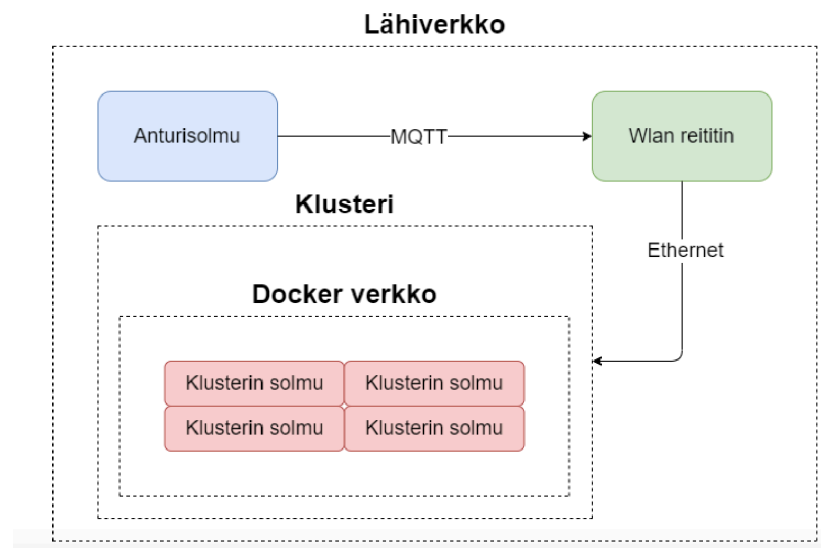 Lähiverkko
Anturisolmu
MQTT
Wlan reititin
Klusteri
Ethernet
Docker verkko
Klusterin solmu
Klusterin solmu
Klusterin solmu
Klusterin solmu